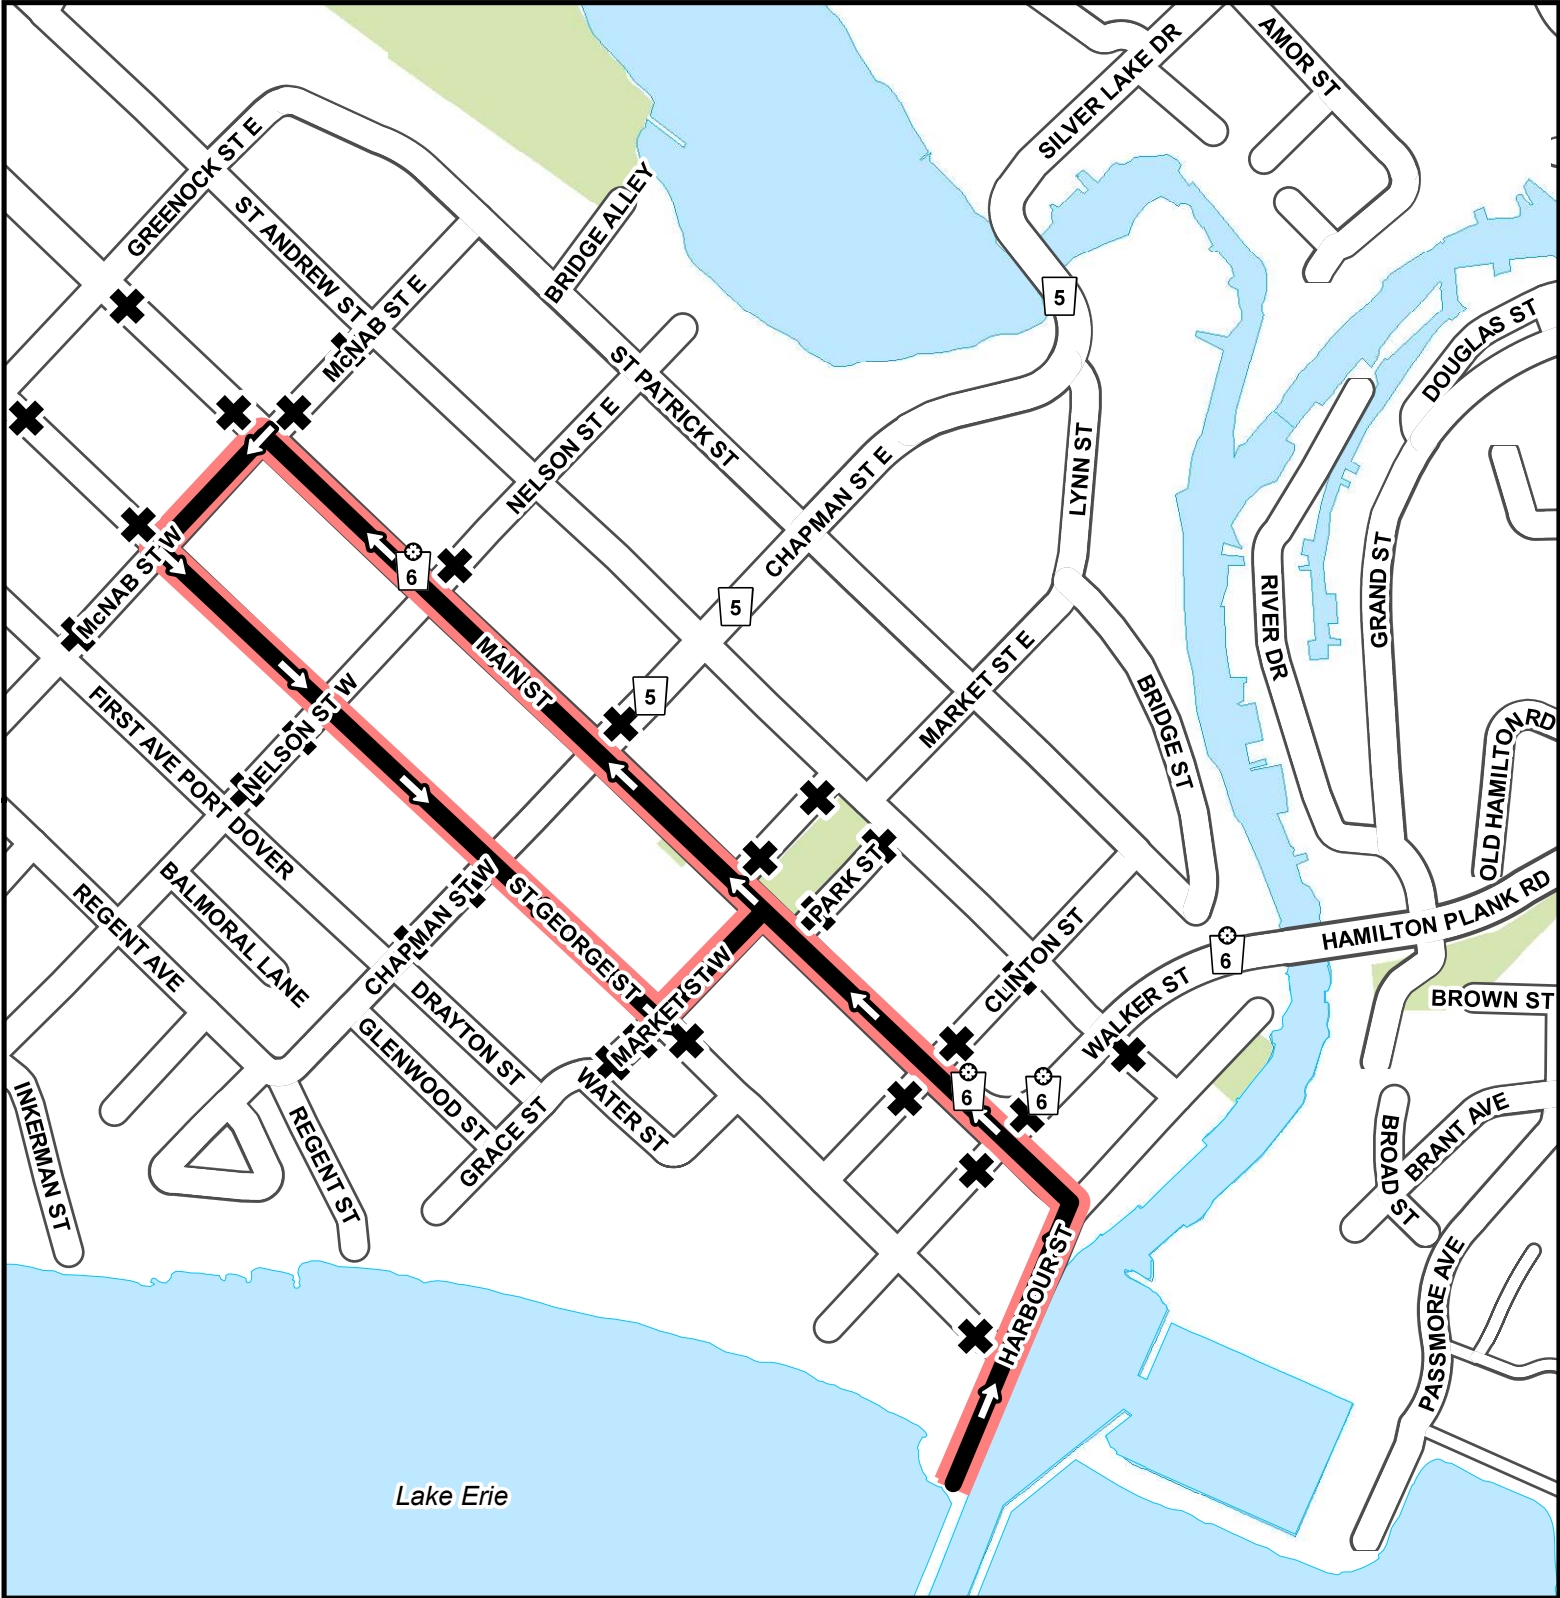 SILVER LAKE DR
AMOR ST
GREENOCK ST E
ST ANDREW ST
BRIDGE ALLEY
McNAB ST E
5
DOUGLAS ST
ST PATRICK ST
NELSON ST E
CHAPMAN ST E
LYNN ST
McNAB ST W
6
5
RIVER DR
GRAND ST
MAIN ST
5
MARKET ST E
BRIDGE ST
NELSON ST W
FIRST AVE PORT DOVER
OLD HAMILTON RD
BALMORAL LANE
REGENT AVE
CHAPMAN ST W
ST GEORGE ST
PARK ST
CLINTON ST
HAMILTON PLANK RD
6
WALKER ST
BROWN ST
MARKET ST W
DRAYTON ST
GLENWOOD ST
WATER ST
6
6
INKERMAN ST
REGENT ST
GRACE ST
BROAD ST
BRANT AVE
HARBOUR ST
PASSMORE AVE
Lake Erie